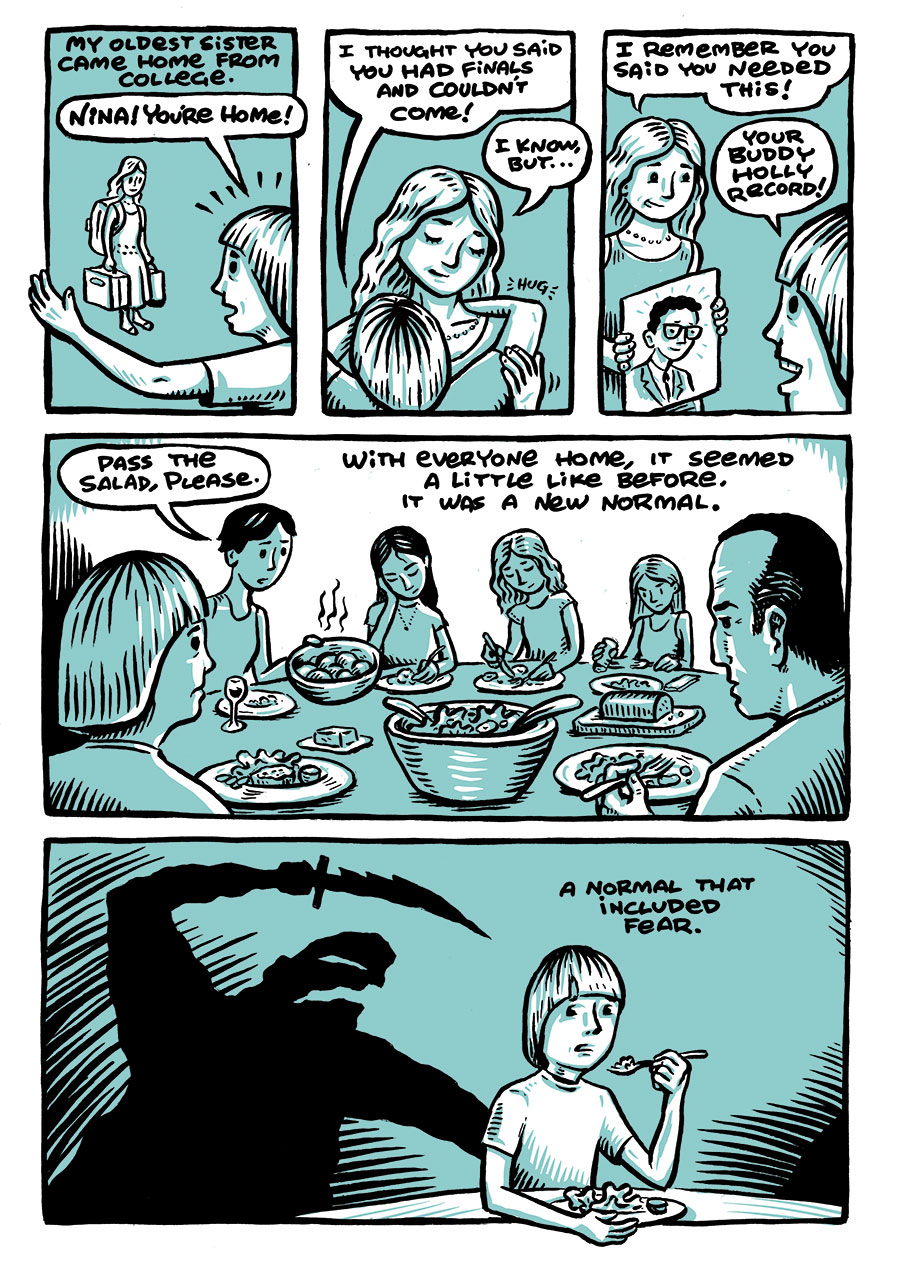 MY OLDEST SISTER
CAME HOME FROM
COLLEGE.
NINA! YOU'RE HOME!
I THOUGHT YOU SAID
YOU HAD FINALS
AND COULDN'T
COME!
I KNOW,
BUT...
HUG
I REMEMBER YOU
SAID YOU NEEDED
THIS!
YOUR
BUDDY
HOLLY
RECORD!
PASS THE
SALAD, PLEASE.
WITH EVERYONE HOME, IT SEEMED
A LITTLE LIKE BEFORE.
IT WAS A NEW NORMAL.
A NORMAL THAT
INCLUDED
FEAR.